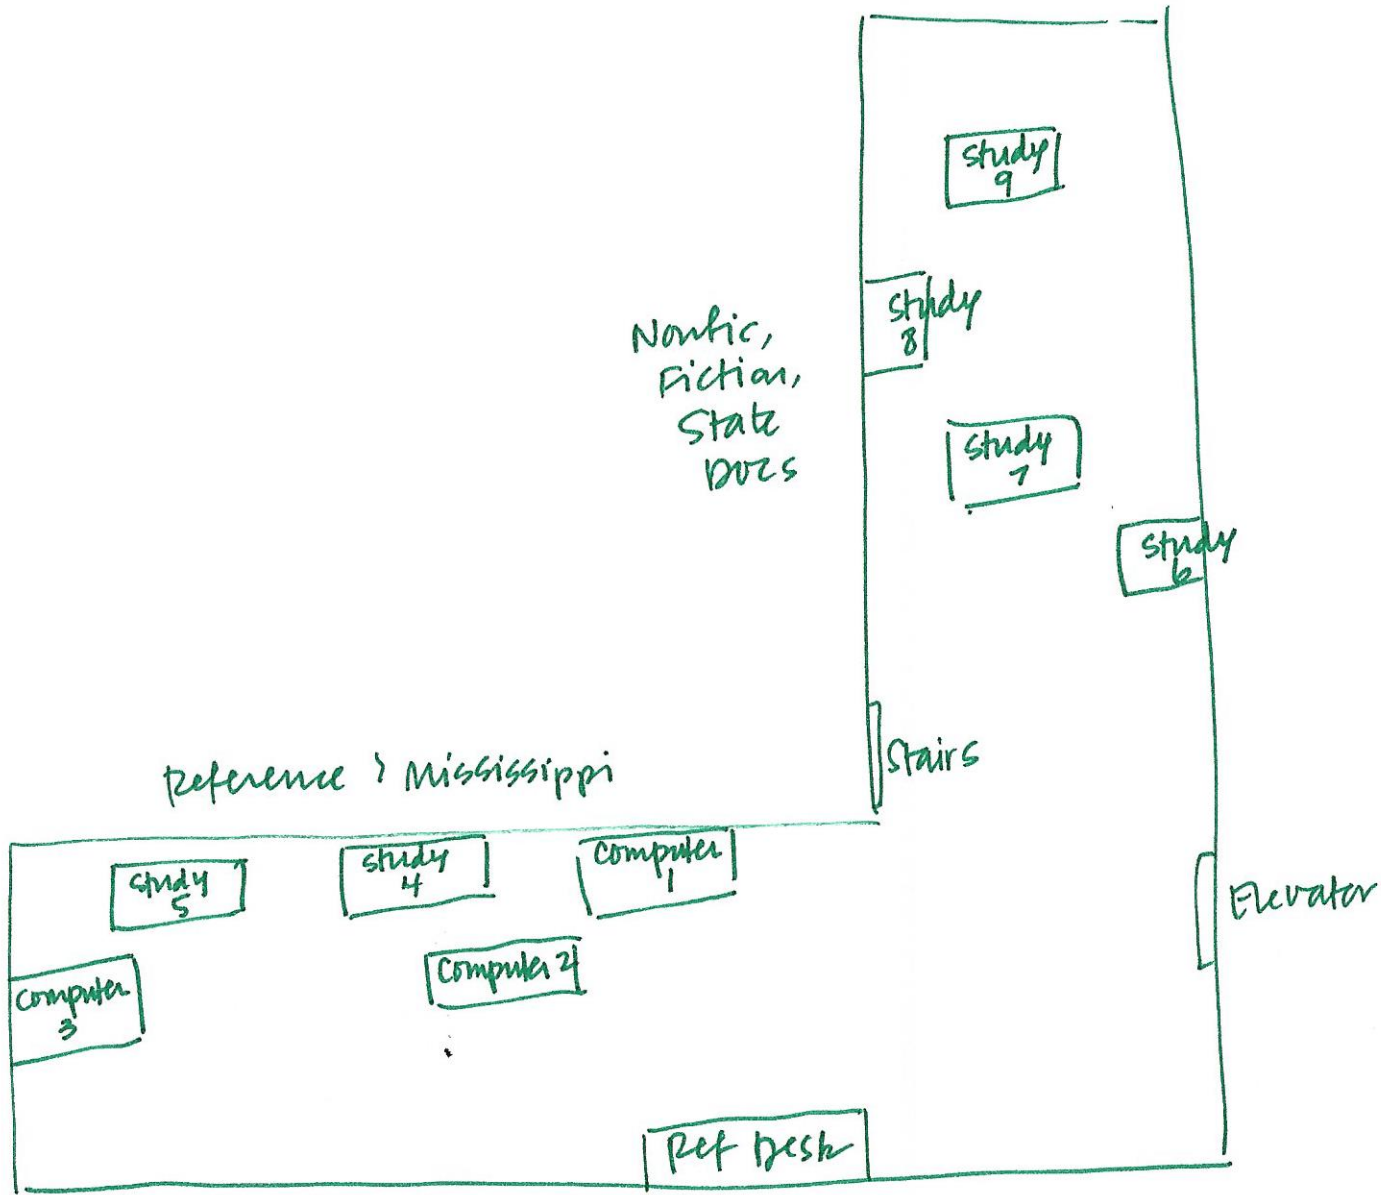 Study
9
Study
8
Nonfic,
Fiction,
State
Docs
Study
7
Study
6
Stairs
Reference & Mississippi
Computer
1
Study
4
Study
5
Elevator
Computer 2
Computer
3
Ref Desk